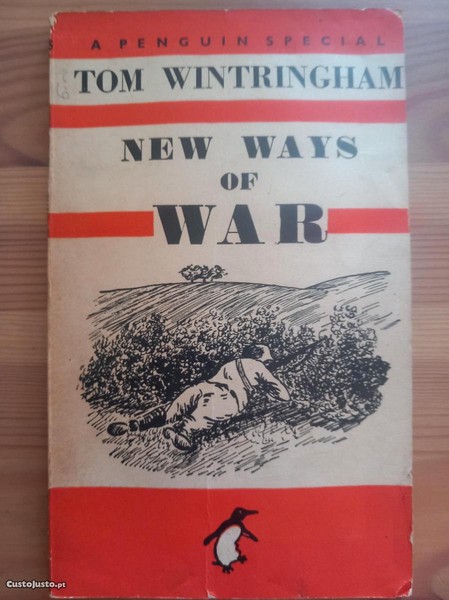 S A PENGUIN SPECIAL
TOM WINTRINGHAM
NEW WAYS
OF
WAR
CustoJusto.pt